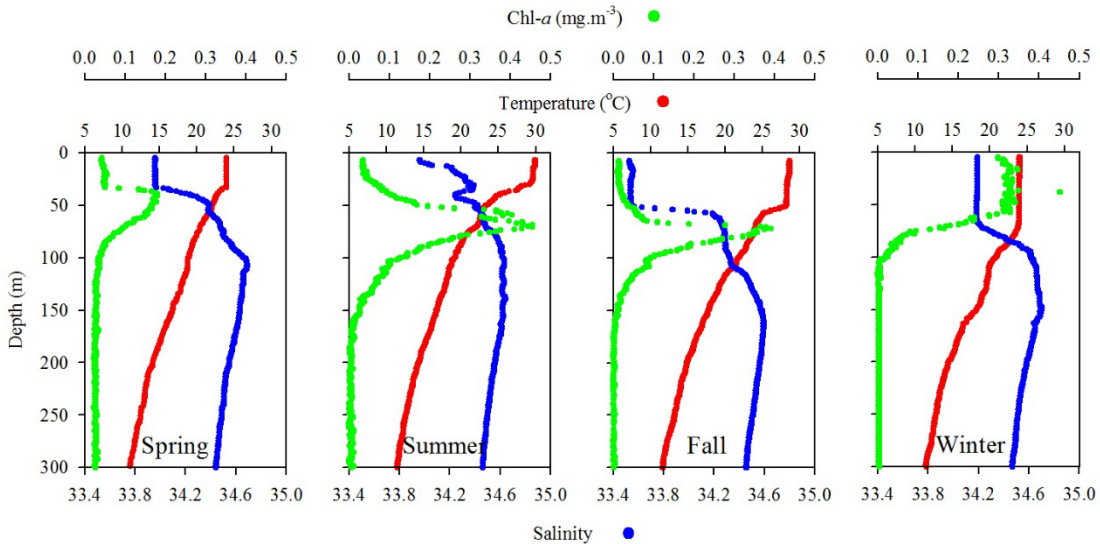 Chl-a (mg.m-3)
0.0 0.1 0.2 0.3 0.4 0.5 0.0 0.1 0.2 0.3 0.4 0.5 0.0 0.1 0.2 0.3 0.4 0.5 0.0 0.1 0.2 0.3 0.4 0.5
Temperature (oC)
5 10 15 20 25 30 5 10 15 20 25 30 5 10 15 20 25 30 5 10 15 20 25 30
0
50
100
150
200
250
300
Depth (m)
Spring Summer Fall Winter
33.4 33.8 34.2 34.6 35.0 33.4 33.8 34.2 34.6 35.0 33.4 33.8 34.2 34.6 35.0 33.4 33.8 34.2 34.6 35.0
Salinity